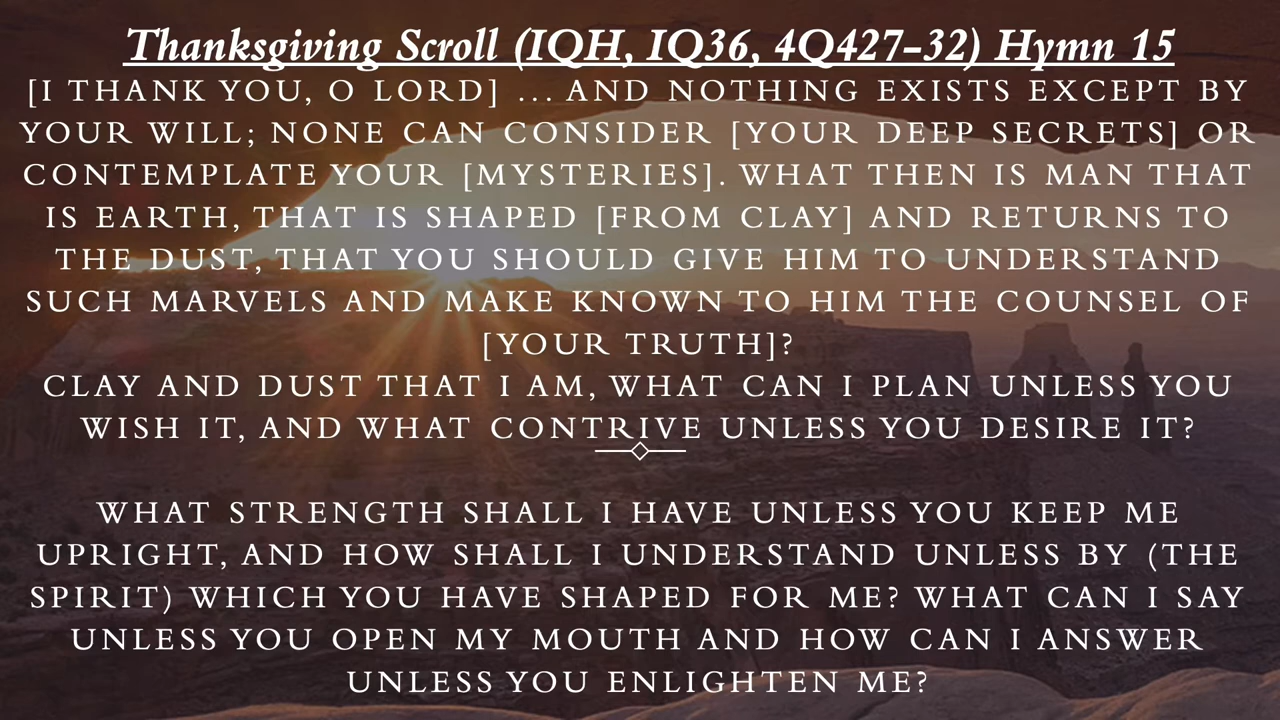 Thanksgiving Scroll (IQH, IQ36, 4Q427–32) Hymn 15
[I THANK YOU, O LORD] ... AND NOTHING EXISTS EXCEPT BY
YOUR WILL; NONE CAN CONSIDER [YOUR DEEP SECRETS] OR
CONTEMPLATE YOUR [MYSTERIES]. WHAT THEN IS MAN THAT
IS EARTH, THAT IS SHAPED [FROM CLAY] AND RETURNS TO
THE DUST, THAT YOU SHOULD GIVE HIM TO UNDERSTAND
SUCH MARVELS AND MAKE KNOWN TO HIM THE COUNSEL OF
[YOUR TRUTH]?
CLAY AND DUST THAT I AM, WHAT CAN I PLAN UNLESS YOU
WISH IT, AND WHAT CONTRIVE UNLESS YOU DESIRE IT?
WHAT STRENGTH SHALL I HAVE UNLESS YOU KEEP ME
UPRIGHT, AND HOW SHALL I UNDERSTAND UNLESS BY (THE
SPIRIT) WHICH YOU HAVE SHAPED FOR ME? WHAT CAN I SAY
UNLESS YOU OPEN MY MOUTH AND HOW CAN I ANSWER
UNLESS YOU ENLIGHTEN ME?